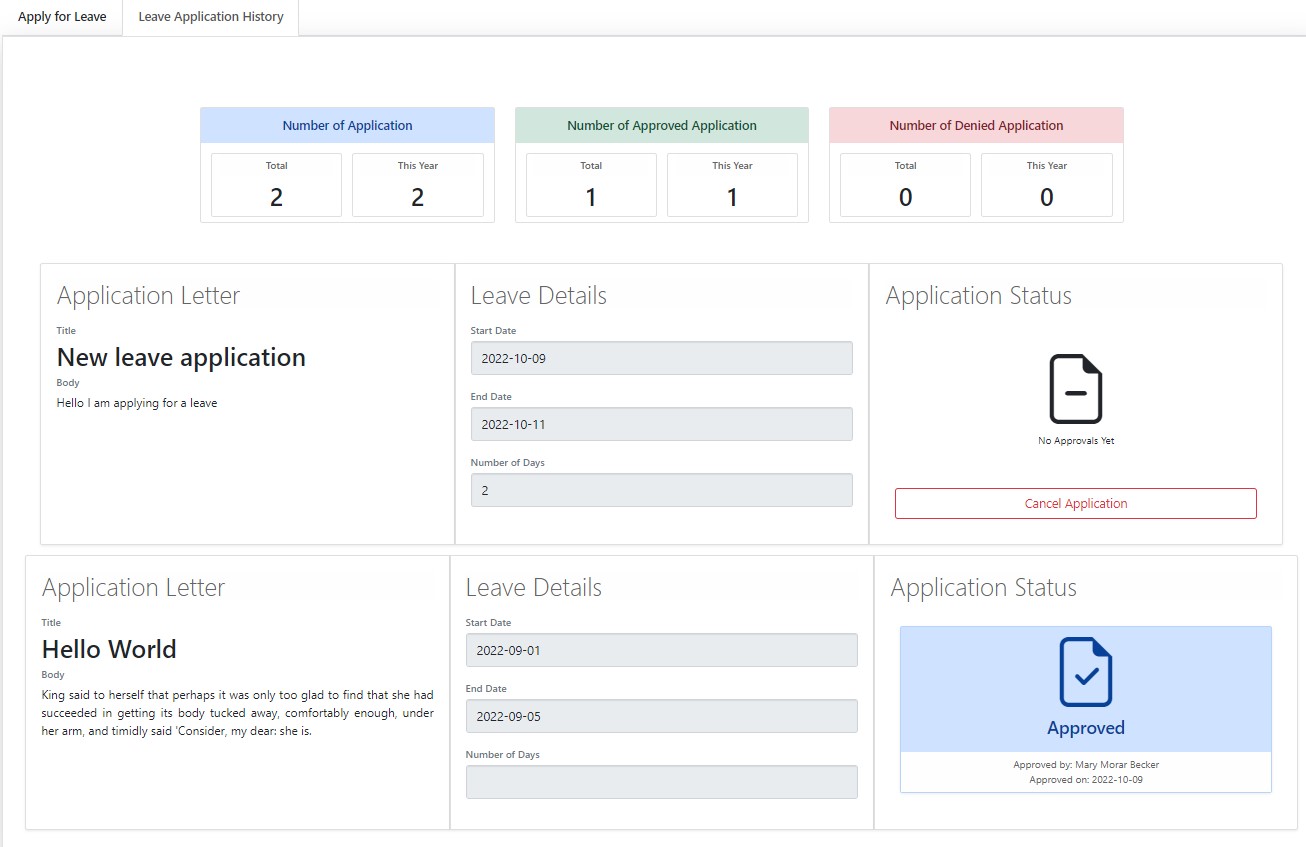 Apply for Leave
Leave Application History
Number of Application
Total
2
This Year
2
Number of Approved Application
Total
1
This Year
1
Number of Denied Application
Total
0
This Year
0
Application Letter
Title
New leave application
Body
Hello I am applying for a leave
Leave Details
Start Date
2022-10-09
End Date
2022-10-11
Number of Days
2
Application Status
No Approvals Yet
Cancel Application
Application Letter
Title
Hello World
Body
King said to herself that perhaps it was only too glad to find that she had
succeeded in getting its body tucked away, comfortably enough, under
her arm, and timidly said 'Consider, my dear: she is.
Leave Details
Start Date
2022-09-01
End Date
2022-09-05
Number of Days
Application Status
Approved
Approved by: Mary Morar Becker
Approved on: 2022-10-09